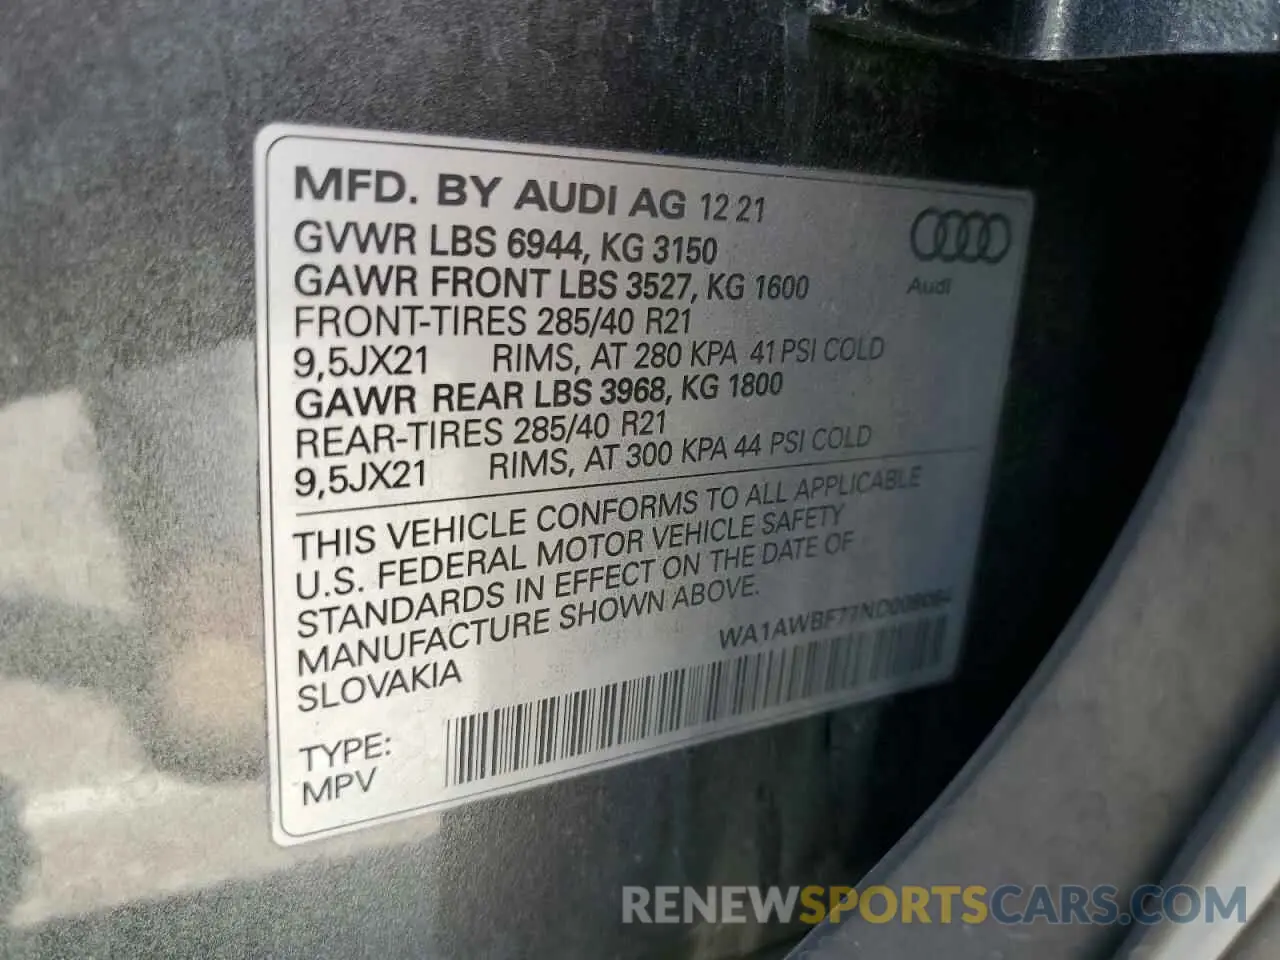 MFD. BY AUDI AG 12 21
GVWR LBS 6944, KG 3150
GAWR FRONT LBS 3527, KG 1600
FRONT-TIRES 285/40 R21
9,5JX21 RIMS, AT 280 KPA 41 PSI COLD
GAWR REAR LBS 3968, KG 1800
REAR-TIRES 285/40 R21
9,5JX21 RIMS, AT 300 KPA 44 PSI COLD
Audi
THIS VEHICLE CONFORMS TO ALL APPLICABLE
U.S. FEDERAL MOTOR VEHICLE SAFETY
STANDARDS IN EFFECT ON THE DATE OF
MANUFACTURE SHOWN ABOVE.
SLOVAKIA
TYPE:
MPV
RENEWSPORTSCARS.COM